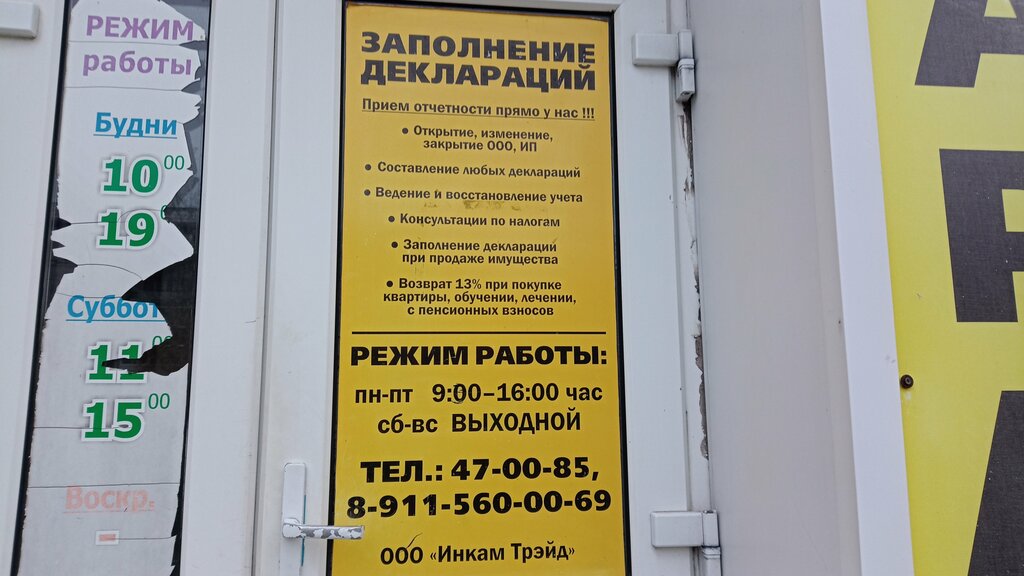 РЕЖИМ
работы
Будни
10 00
19
Суббот
11
15 00
Воскр.
-
ЗАПОЛНЕНИЕ
ДЕКЛАРАЦИЙ
Прием отчетности прямо у нас !!!
• Открытие, изменение,
закрытие ООО, ИП
• Составление любых деклараций
• Ведение и восстановление учета
• Консультации по налогам
• Заполнение декларации
при продаже имущества
• Возврат 13% при покупке
квартиры, обучении, лечении,
с пенсионных взносов
РЕЖИМ РАБОТЫ:
пн-пт 9:00–16:00 час
сб-вс ВЫХОДНОЙ
ТЕЛ.: 47-00-85,
8-911-560-00-69
ООО «Инкам Трэйд»